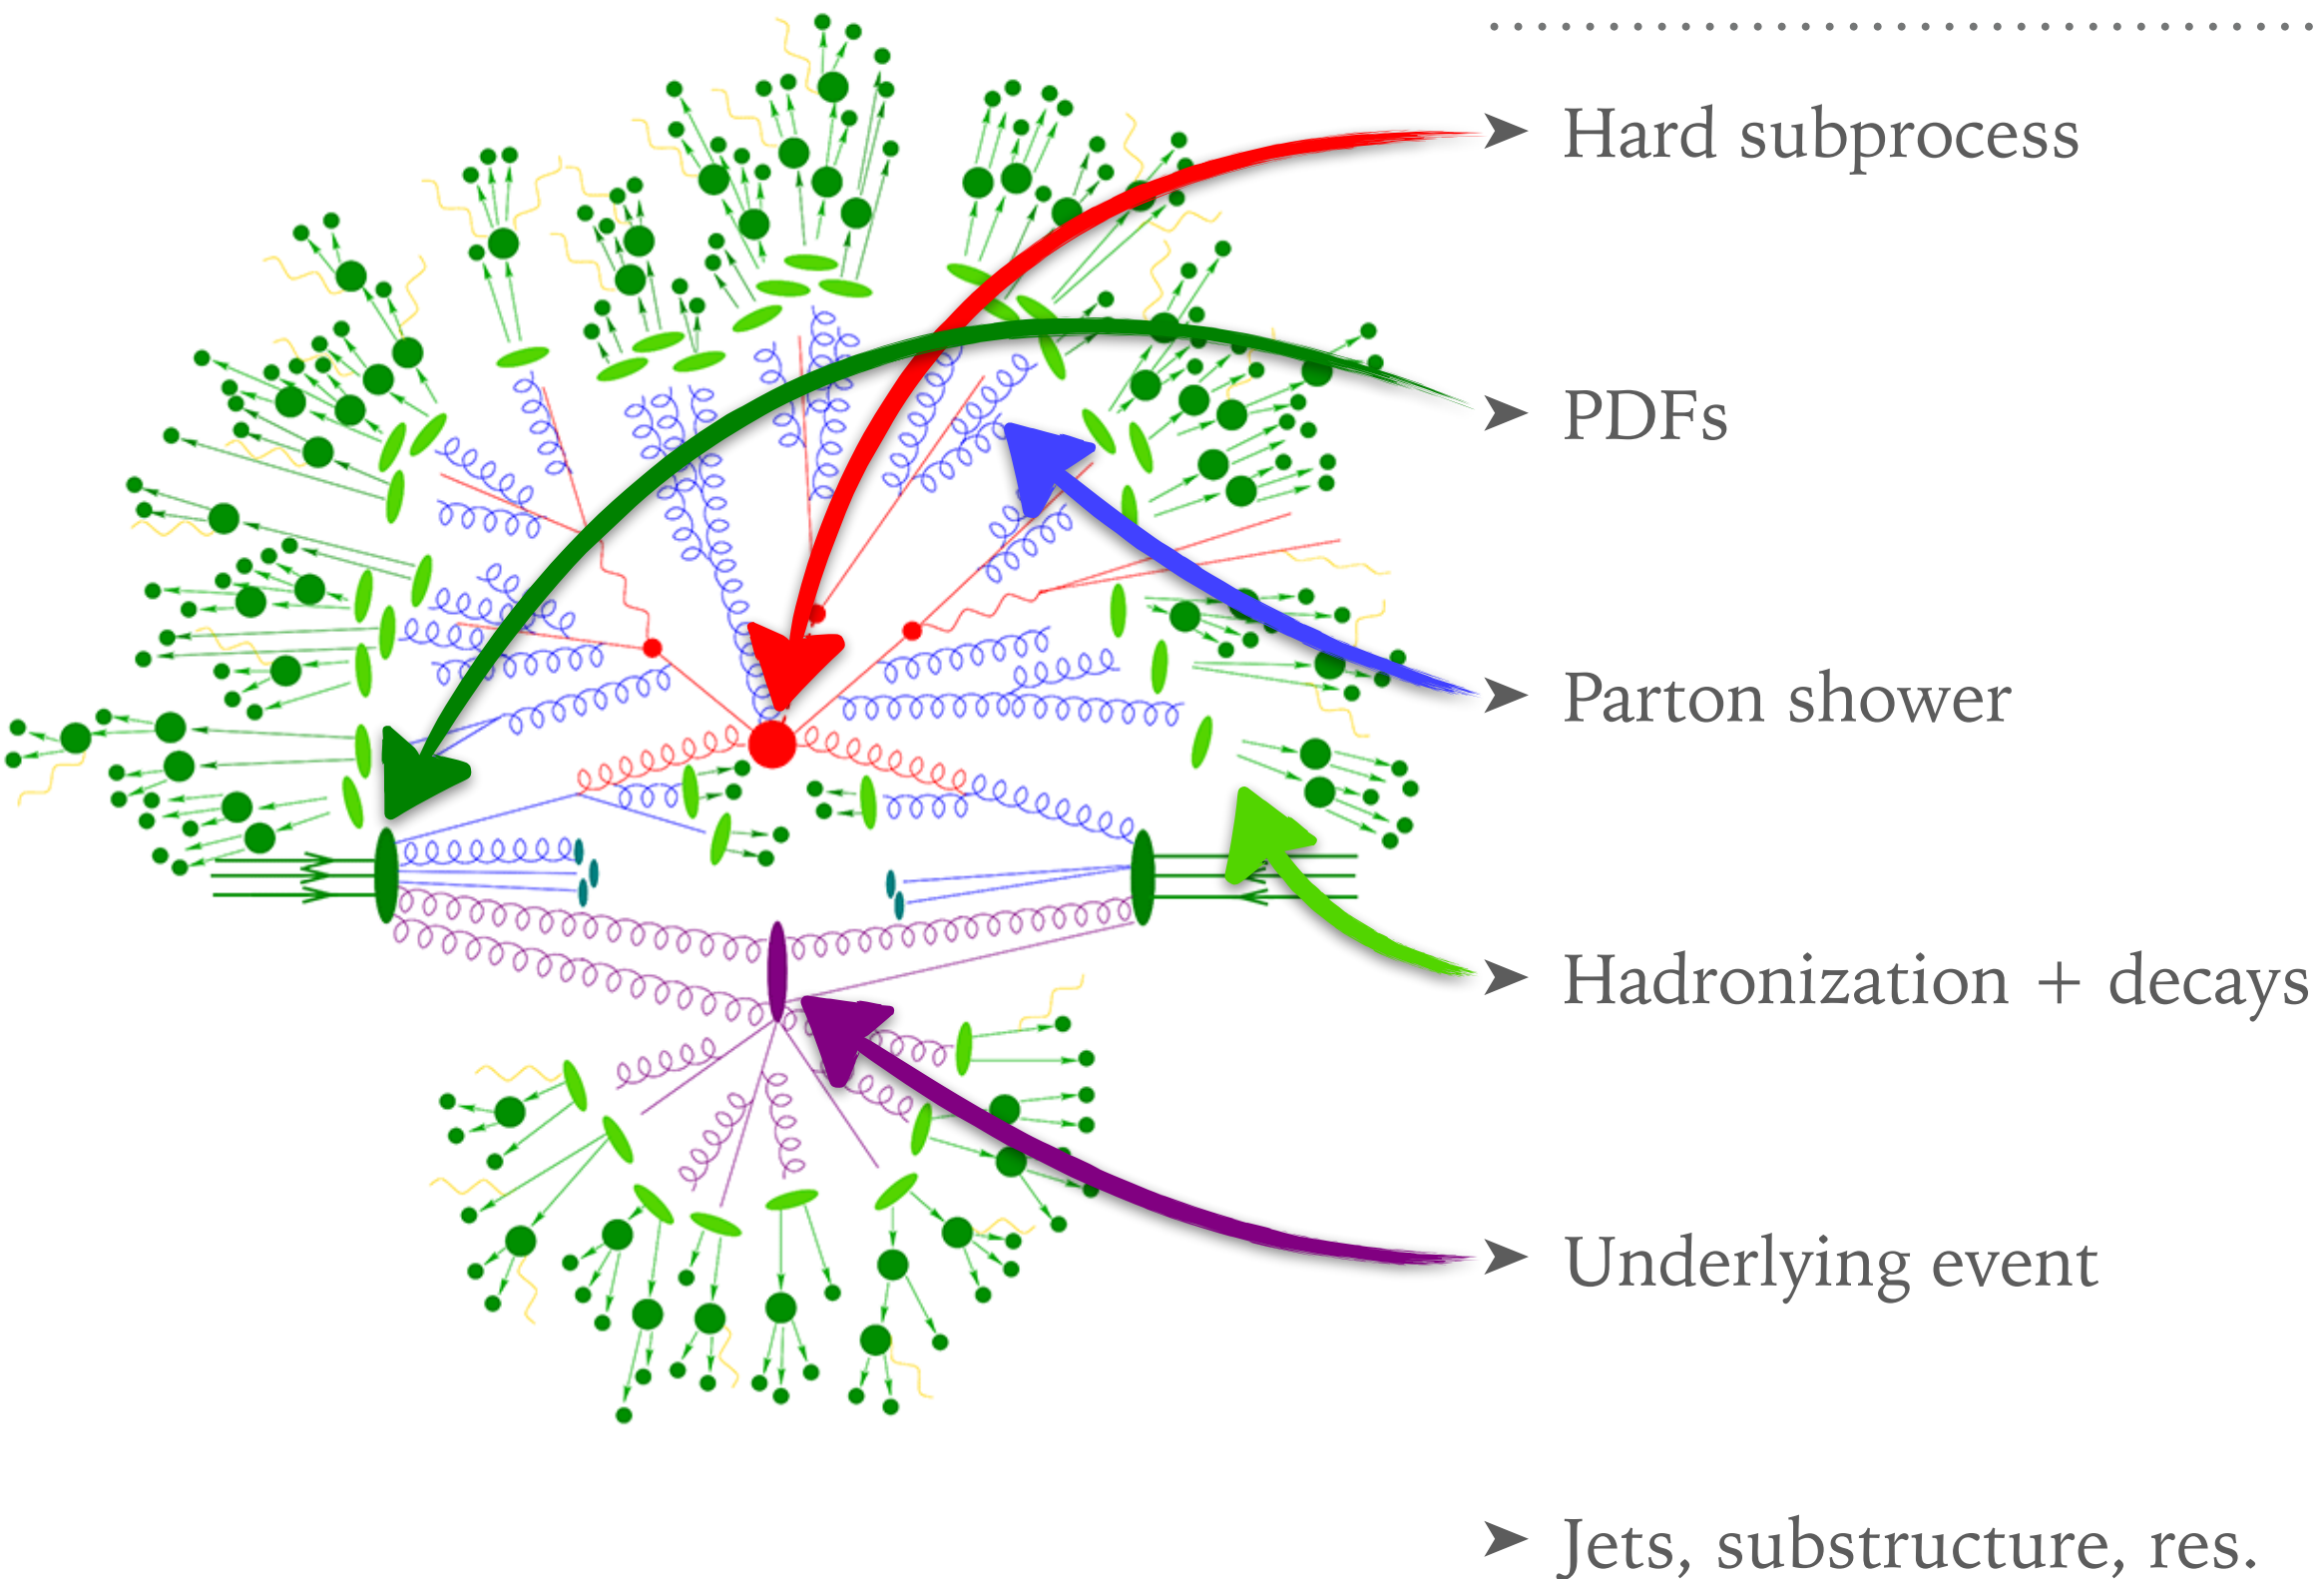 ➤ Hard subprocess
➤ PDFs
➤ Parton shower
➤ Hadronization + decays
➤ Underlying event
➤ Jets, substructure, res.